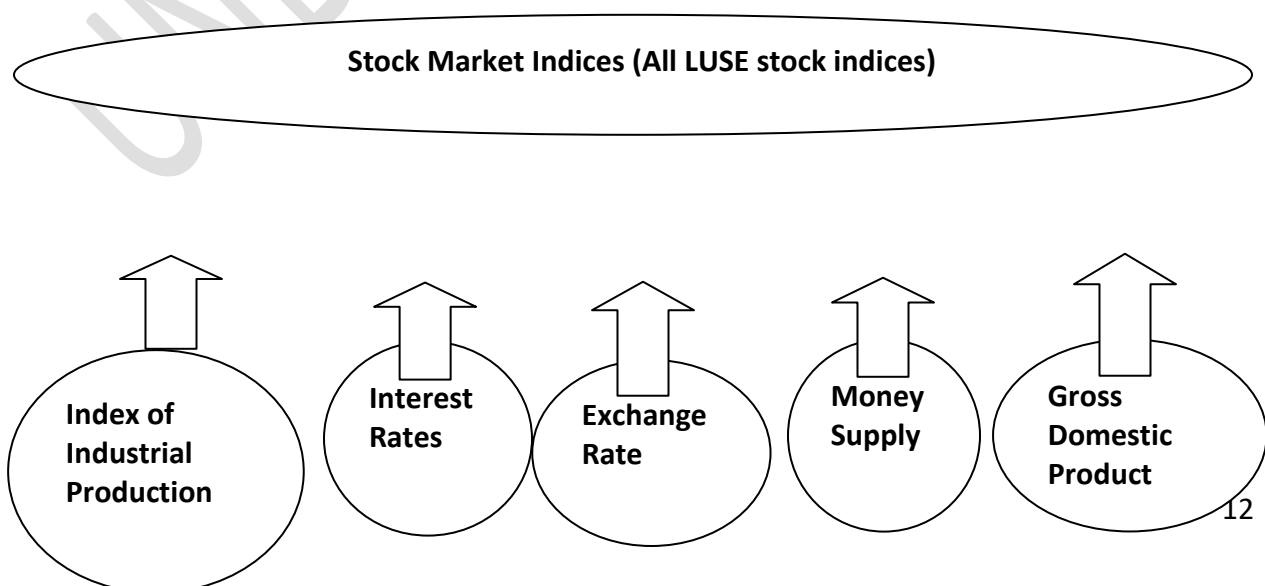 Stock Market Indices (All LUSE stock indices)
Index of
Industrial
Production
Interest
Rates
Exchange
Rate
Money
Supply
Gross
Domestic
Product
12